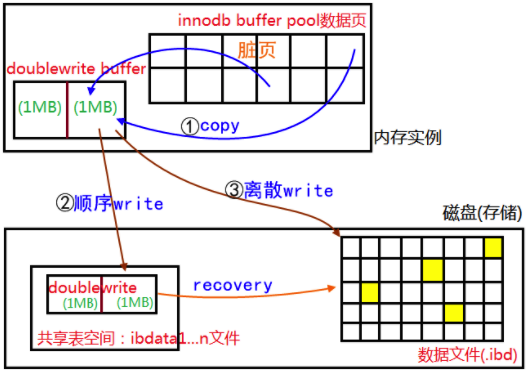 innodb buffer pool数据页
脏页
doublewrite buffer
(1MB)
(1MB)
①copy
内存实例
②顺序write
③离散write
磁盘(存储)
doublewrite
(1MB)
(1MB)
recovery
共享表空间：ibdata1...n文件
数据文件(.ibd)